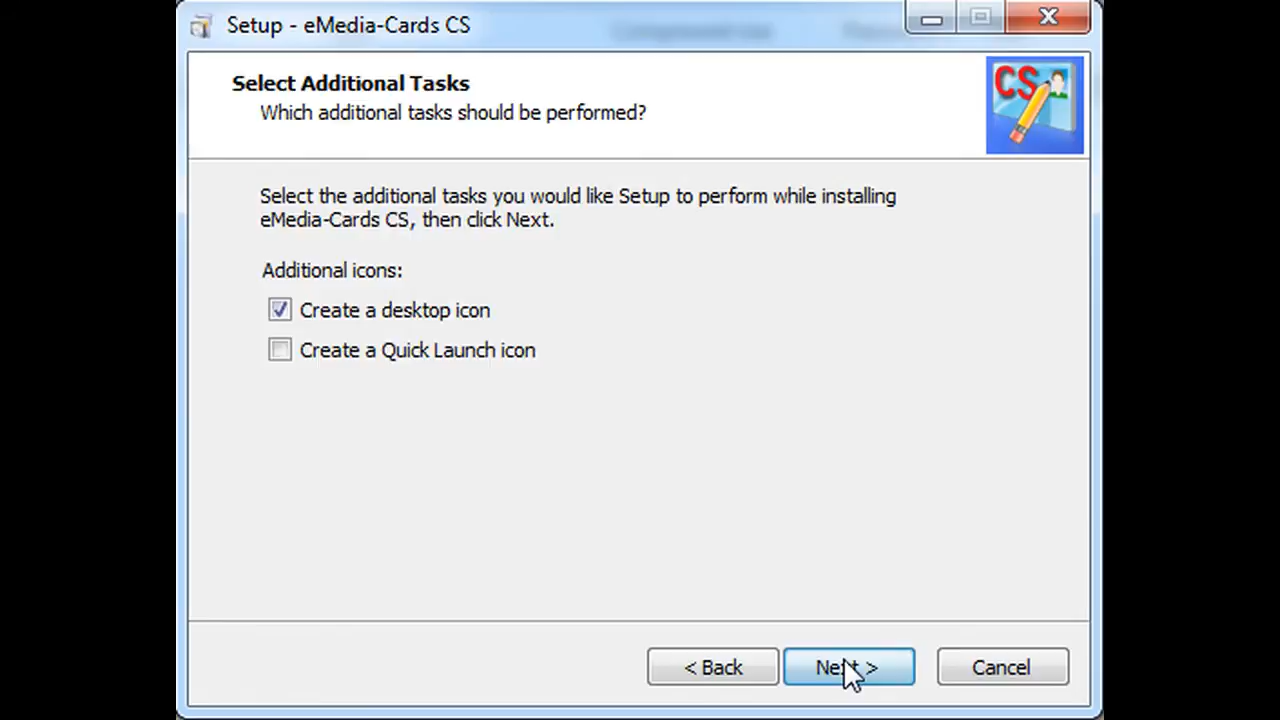 Setup - eMedia-Cards CS
Select Additional Tasks
Which additional tasks should be performed?
CS
Select the additional tasks you would like Setup to perform while installing
eMedia-Cards CS, then click Next.
Additional icons:
Create a desktop icon
Create a Quick Launch icon
< Back
Next >
Cancel